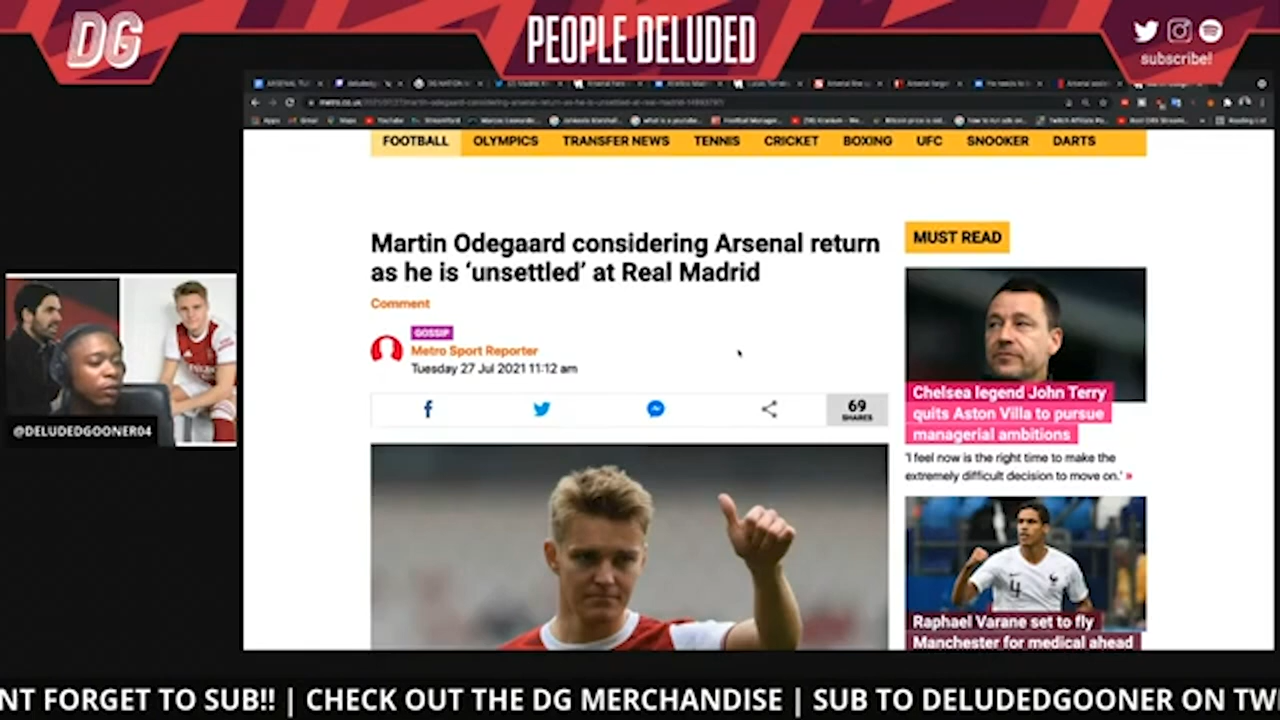 DG
PEOPLE DELUDED
subscribe!
FOOTBALL OLYMPICS TRANSFER NEWS TENNIS CRICKET BOXING UFC SNOOKER DARTS
Martin Odegaard considering Arsenal return
as he is ‘unsettled’ at Real Madrid
Comment
GOSSIP
Metro Sport Reporter
Tuesday 27 Jul 2021 11:12 am
69
SHARES
MUST READ
Chelsea legend John Terry
quits Aston Villa to pursue
managerial ambitions
'I feel now is the right time to make the
extremely difficult decision to move on.' »
4
Raphael Varane set to fly
Manchester for medical ahead
@DELUDEDGOONER04
NT FORGET TO SUB!! | CHECK OUT THE DG MERCHANDISE | SUB TO DELUDEDGOONER ON TW